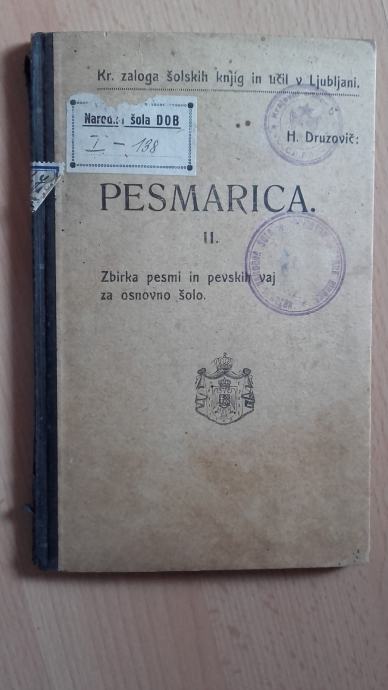 Kr. zaloga šolskih knjig in učil v Ljubljani.
Narodna šola DOB
I - 138
H. Druzovič:
PESMARICA.
II.
Zbirka pesmi in pevskih vaj
za osnovno šolo.